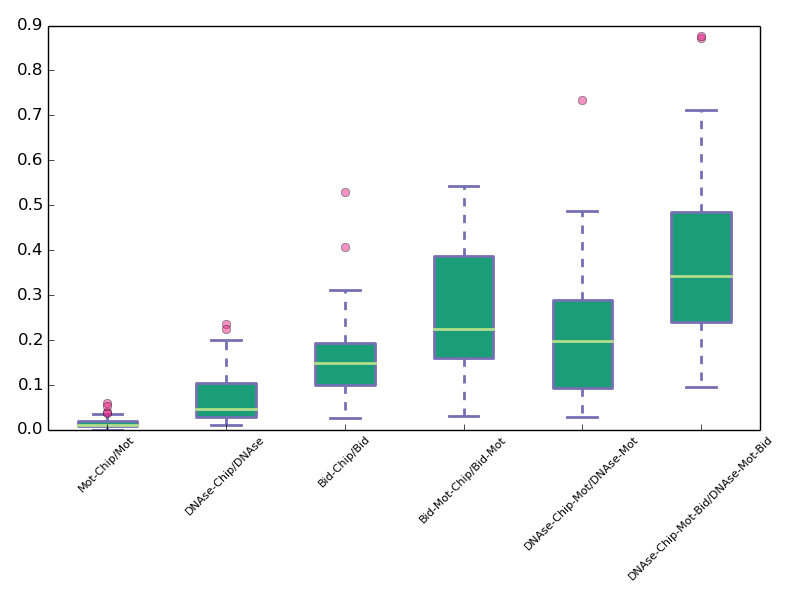 0.9
0.8
0.7
0.6
0.5
0.4
0.3
0.2
0.1
0.0
Mot-Chip/Mot
DNAse-Chip/DNAse
Bid-Chip/Bid
Bid-Mot-Chip/Bid-Mot
DNAse-Chip-Mot/DNAse-Mot
DNAse-Chip-Mot-Bid/DNAse-Mot-Bid